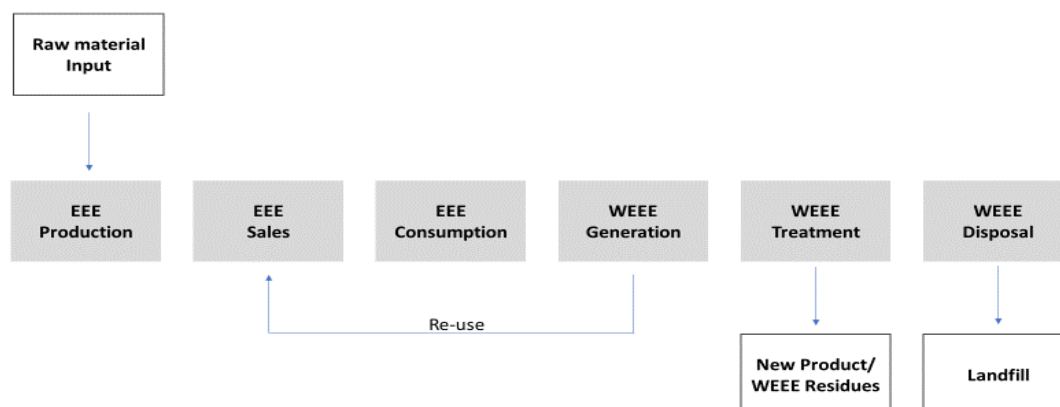 Raw material
Input
EEE
Production
EEE
Sales
EEE
Consumption
WEEE
Generation
WEEE
Treatment
WEEE
Disposal
Re-use
New Product/
WEEE Residues
Landfill